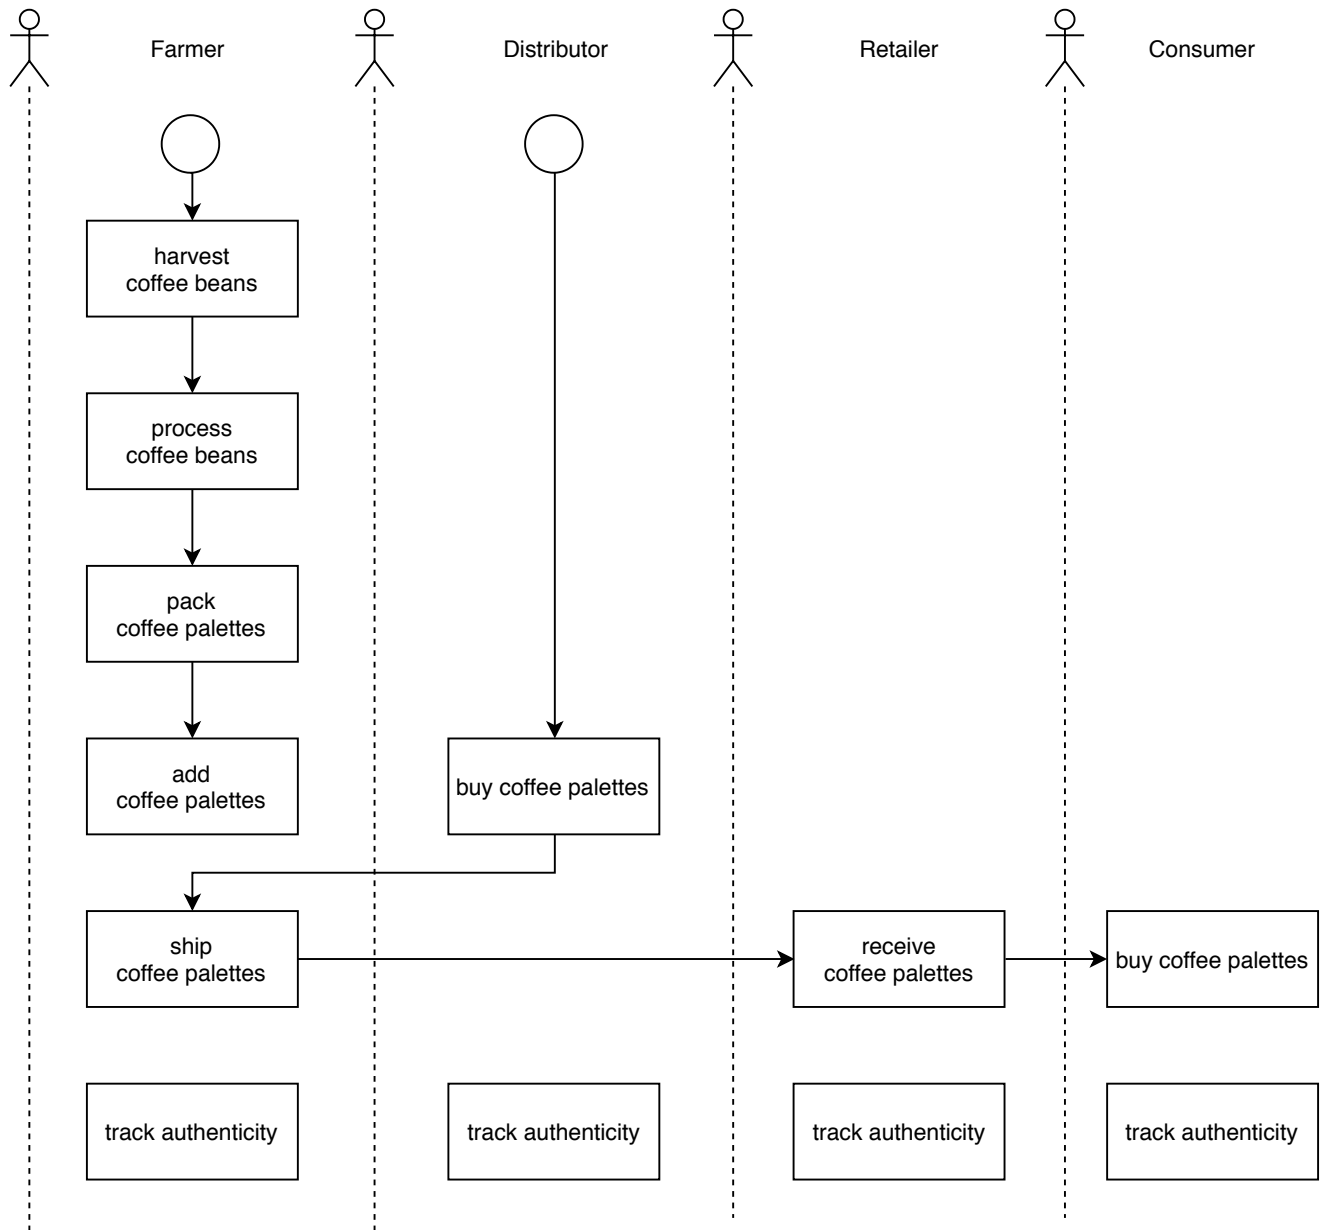 Farmer
Distributor
Retailer
Consumer
harvest
coffee beans
process
coffee beans
pack
coffee palettes
add
coffee palettes
buy coffee palettes
ship
coffee palettes
receive
coffee palettes
buy coffee palettes
track authenticity
track authenticity
track authenticity
track authenticity